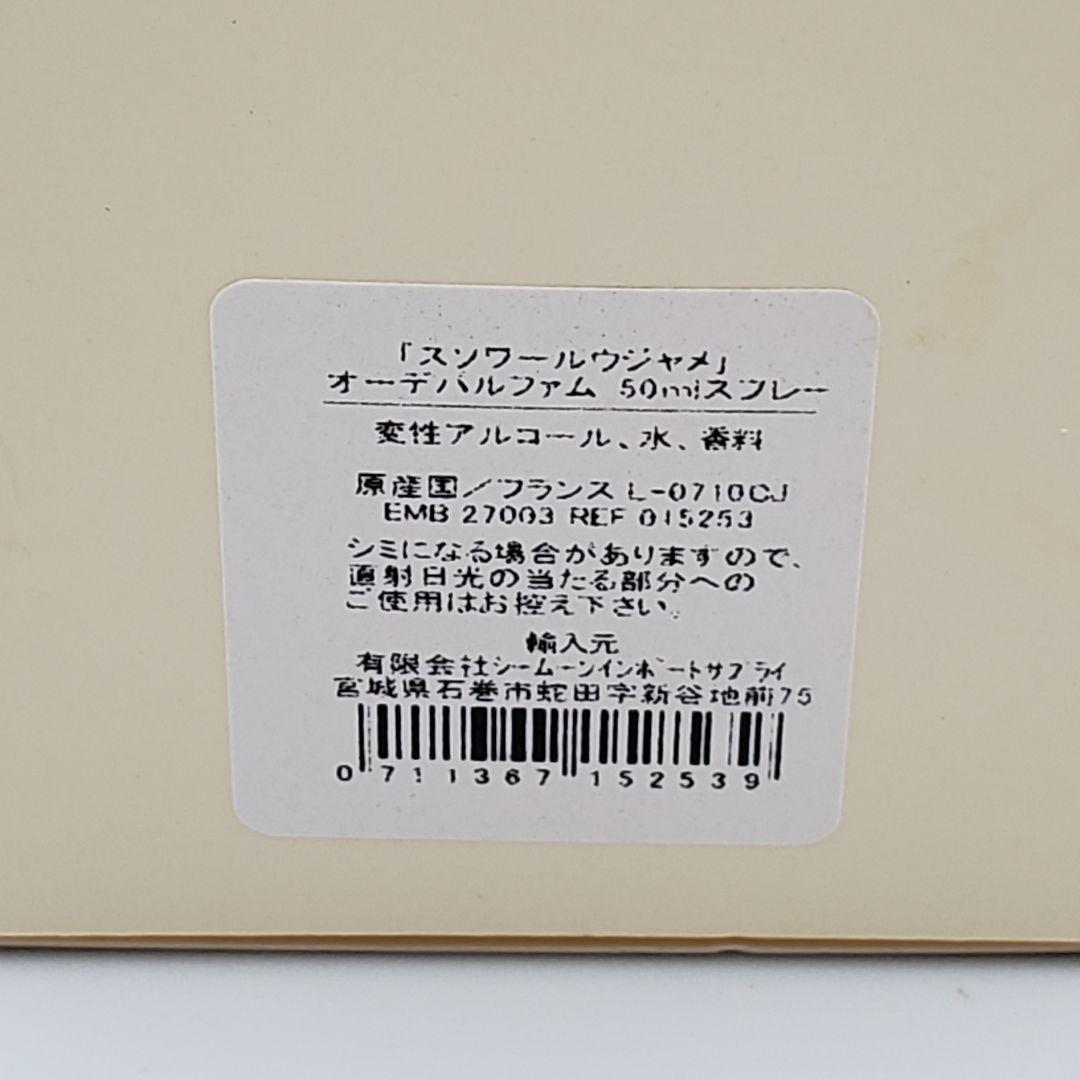 「スソワールウジャメ」
オーデパルファム 50mlスプレー
変性アルコール、水、香料
原産国／フランス L-0710CJ
EMB 27003 REF 015253
シミになる場合がありますので、
直射日光の当たる部分への
ご使用はお控え下さい。
輸入元
有限会社シームーンインポートサプライ
宮城県石巻市蛇田字新谷地前75
0 711367 152539